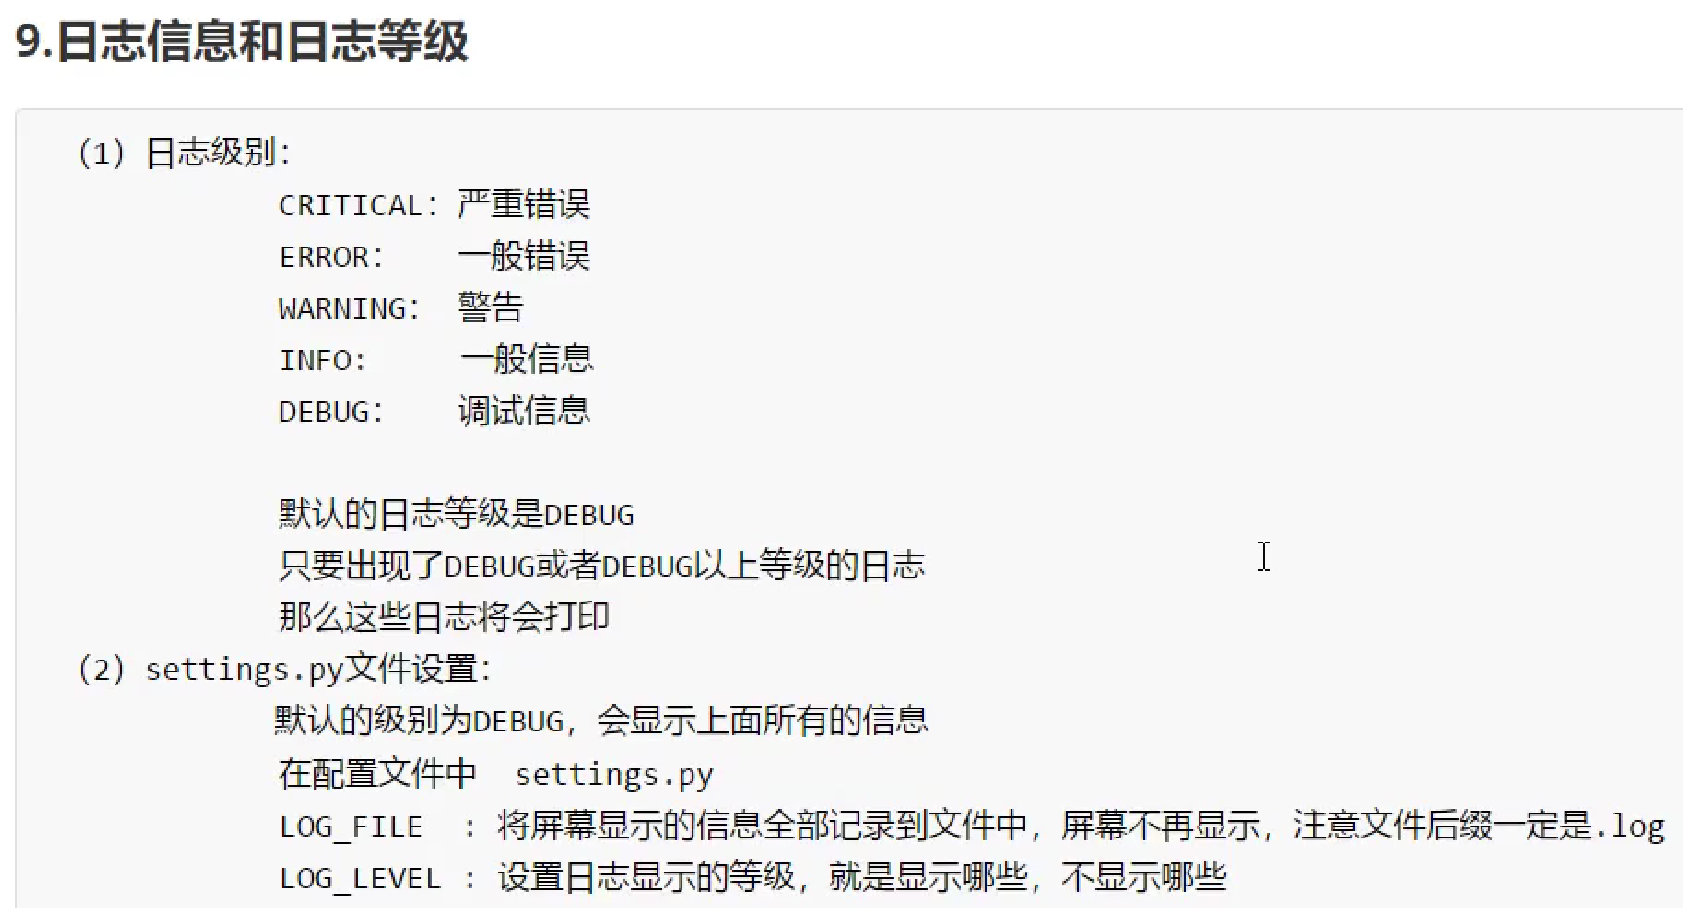 9.日志信息和日志等级
（1）日志级别：
CRITICAL：严重错误
ERROR：  一般错误
WARNING： 警告
INFO:  一般信息
DEBUG：  调试信息
默认的日志等级是DEBUG
只要出现了DEBUG或者DEBUG以上等级的日志
那么这些日志将会打印
（2）settings.py文件设置：
默认的级别为DEBUG，会显示上面所有的信息
在配置文件中  settings.py
LOG_FILE  : 将屏幕显示的信息全部记录到文件中，屏幕不再显示，注意文件后缀一定是.log
LOG_LEVEL : 设置日志显示的等级，就是显示哪些，不显示哪些